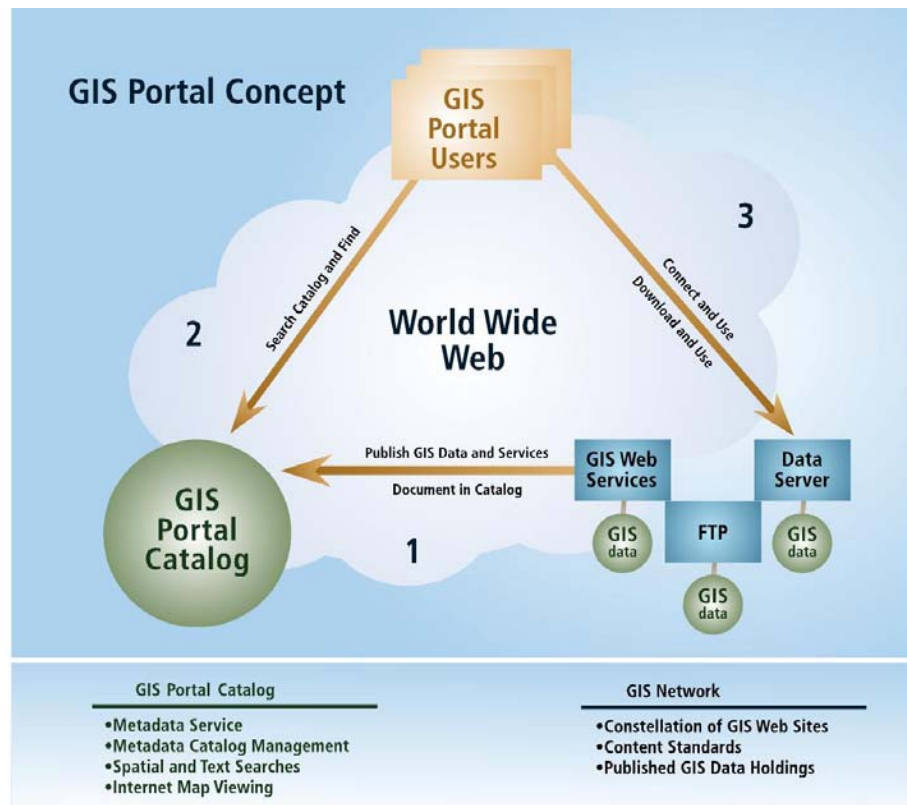 GIS Portal Concept
GIS
Portal
Users
3
Search Catalog and Find
Connect and Use
Download and Use
2
World Wide
Web
Publish GIS Data and Services
Document in Catalog
GIS
Portal
Catalog
1
GIS Web
Services
Data
Server
FTP
GIS
data
GIS
data
GIS
data
GIS Portal Catalog
•Metadata Service
•Metadata Catalog Management
•Spatial and Text Searches
•Internet Map Viewing
GIS Network
•Constellation of GIS Web Sites
•Content Standards
•Published GIS Data Holdings